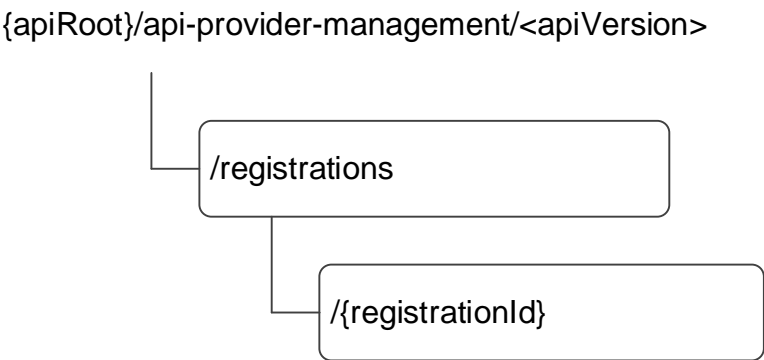 {apiRoot}/api-provider-management/<apiVersion>
/registrations
/{registrationId}